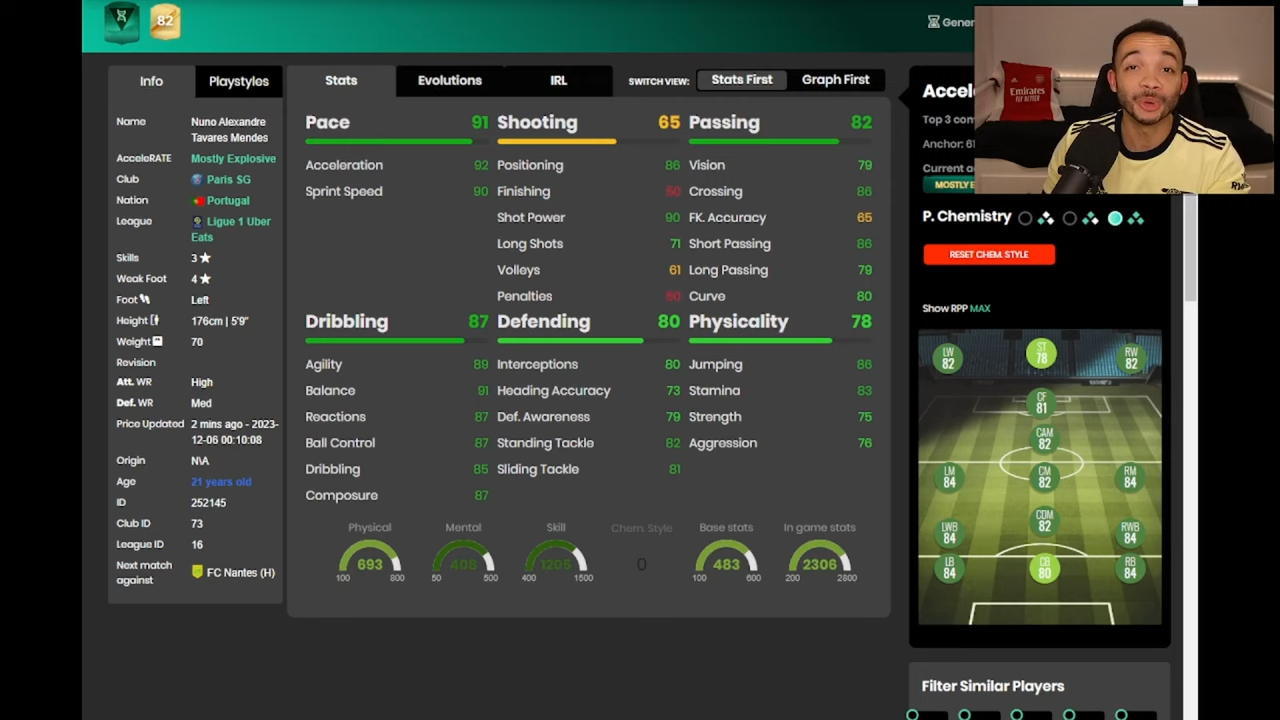 82
Gener
Info
Playstyles
Stats
Evolutions
IRL
SWITCH VIEW:
Stats First
Graph First
Name
Nuno Alexandre
Tavares Mendes
AcceleRATE
Mostly Explosive
Club
Paris SG
Nation
Portugal
League
Ligue 1 Uber
Eats
Skills
3
Weak Foot
4
Foot
Left
Height
176cm | 5'9"
Weight
70
Revision
Att. WR
High
Def. WR
Med
Price Updated
2 mins ago - 2023-
12-06 00:10:08
Origin
N\A
Age
21 years old
ID
252145
Club ID
73
League ID
16
Next match
against
FC Nantes (H)
Pace 91
Acceleration 92
Sprint Speed 90
Shooting 65
Positioning 86
Finishing 50
Shot Power 90
Long Shots 71
Volleys 61
Penalties 50
Passing 82
Vision 79
Crossing 86
FK. Accuracy 65
Short Passing 86
Long Passing 79
Curve 80
Dribbling 87
Agility 89
Balance 91
Reactions 87
Ball Control 87
Dribbling 85
Composure 87
Defending 80
Interceptions 80
Heading Accuracy 73
Def. Awareness 79
Standing Tackle 82
Sliding Tackle 81
Physicality 78
Jumping 86
Stamina 83
Strength 75
Aggression 76
Physical
693
100 800
Mental
408
50 500
Skill
1205
400 1500
Chem. Style
0
Base stats
483
100 600
In game stats
2306
200 2800
Accele
Top 3 com
Anchor: 61
Current a
MOSTLY E
Emirates
FLY BETTER
P. Chemistry
RESET CHEM. STYLE
Show RPP MAX
LW
82
ST
78
RW
82
CF
81
CAM
82
LM
84
CM
82
RM
84
CDM
82
LWB
84
RWB
84
LB
84
CB
80
RB
84
Filter Similar Players